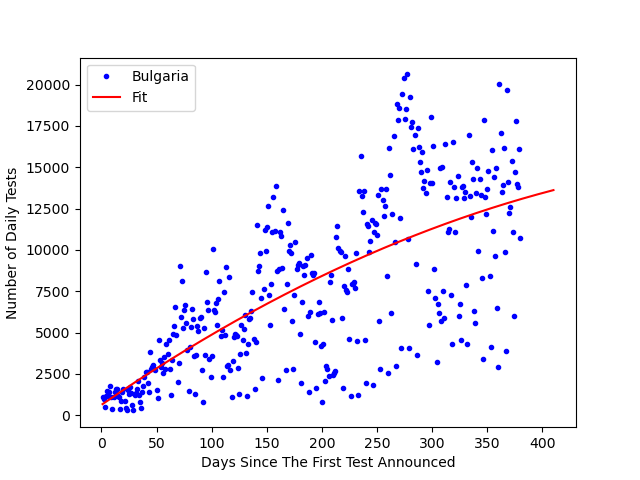 Bulgaria
Fit
20000
17500
15000
12500
10000
7500
5000
2500
0
Number of Daily Tests
0 50 100 150 200 250 300 350 400
Days Since The First Test Announced